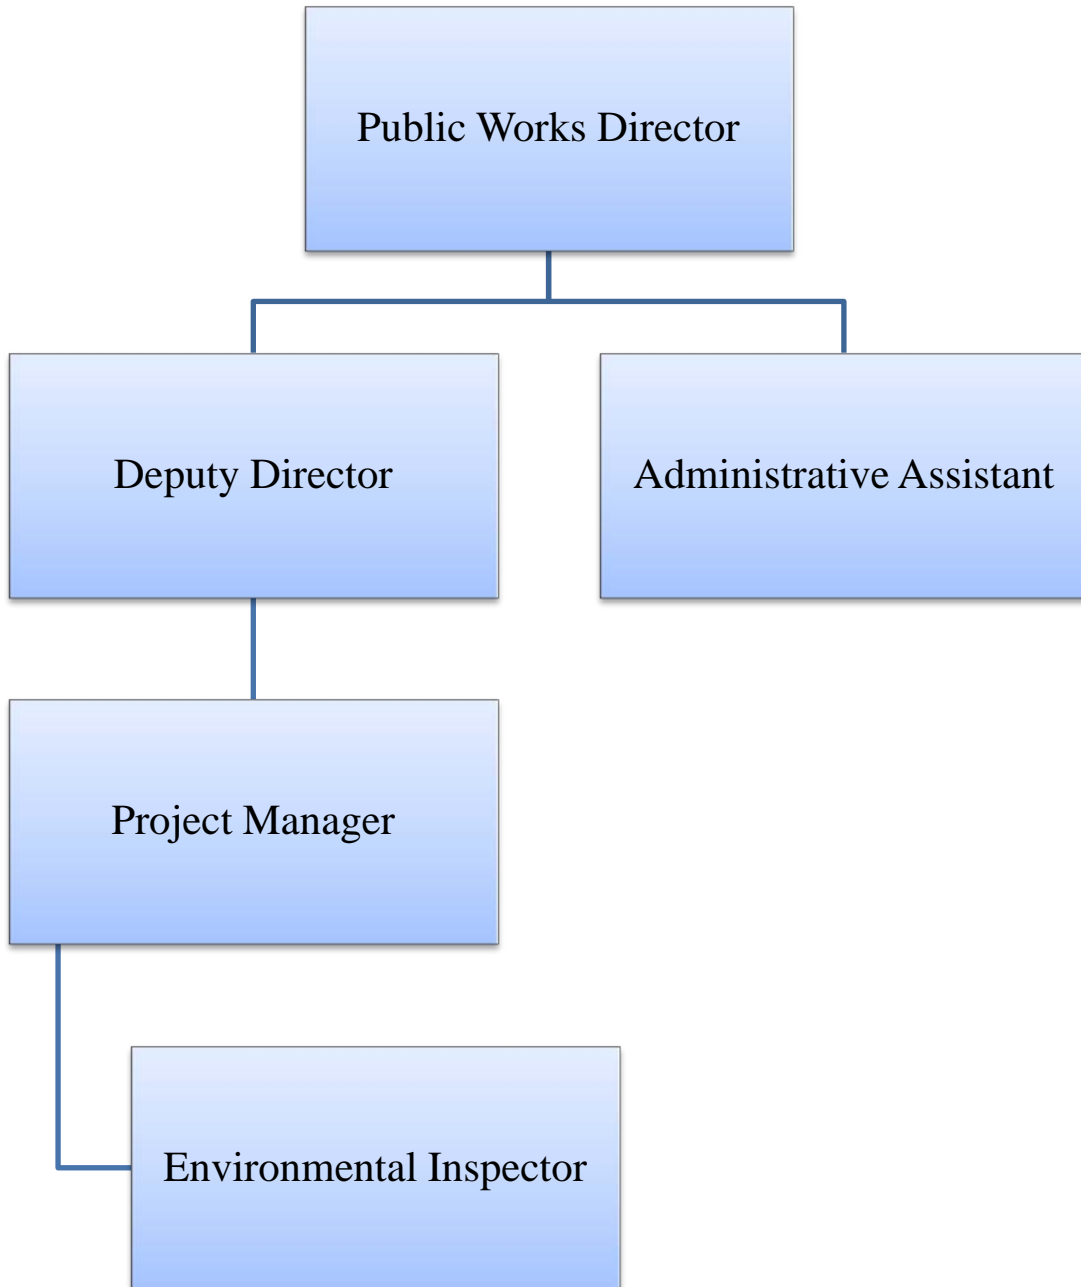 Public Works Director
Deputy Director
Administrative Assistant
Project Manager
Environmental Inspector